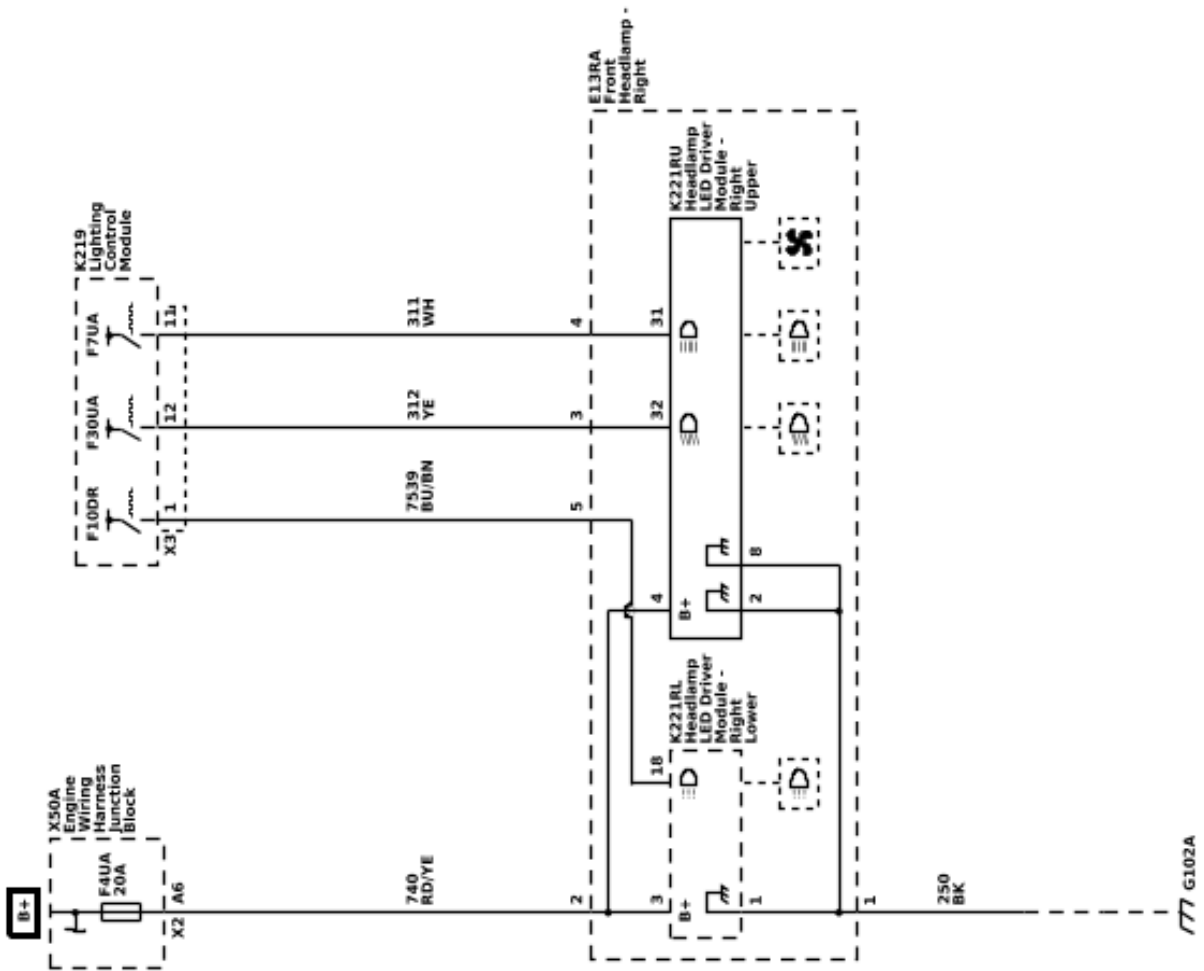 B+
X50A
Engine
Wiring
Harness
Junction
Block
F4UA
20A
X2
A6
K219
Lighting
Control
Module
F10DR
F30UA
F7UA
X3
1
12
11
740
RD/YE
7539
BU/BN
312
YE
311
WH
2
5
3
4
E13RA
Front
Headlamp -
Right
3
18
4
32
31
K221RL
Headlamp
LED Driver
Module -
Right
Lower
K221RU
Headlamp
LED Driver
Module -
Right
Upper
B+
B+
1
2
8
1
250
BK
G102A